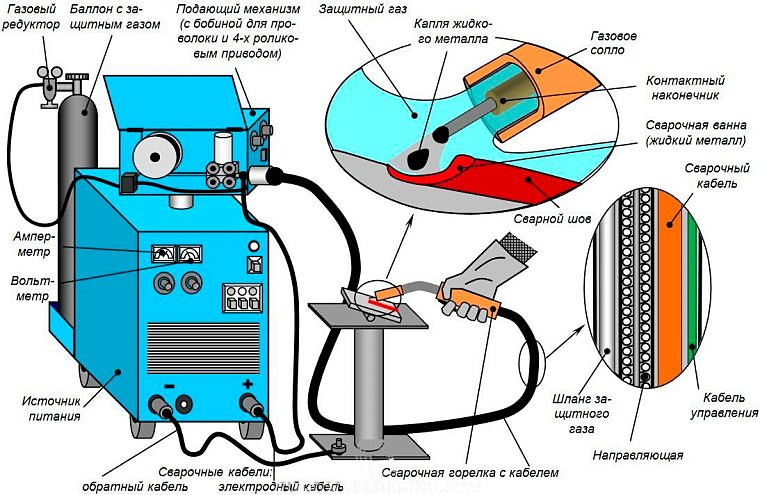 Газовый
редуктор
Баллон с за-
щитным газом
Подающий механизм
(с бобиной для про-
волоки и 4-х ролико-
вым приводом)
Защитный газ
Капля жидко-
го металла
Газовое
сопло
Контактный
наконечник
Сварочная ванна
(жидкий металл)
Сварной шов
Сварочный
кабель
Ампер-
метр
Вольт-
метр
Источник
питания
- +
Шланг за-
щитного
газа
Кабель
управления
Направляющая
Сварочные кабели:
обратный кабель
электродный кабель
Сварочная горелка с кабелем